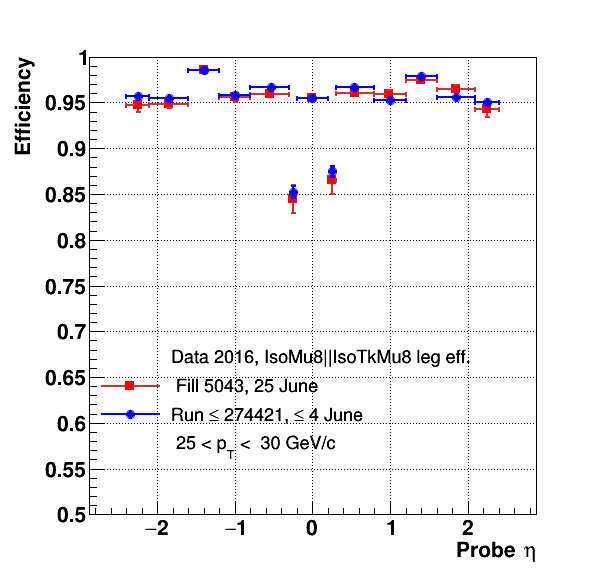 Efficiency
1
0.95
0.9
0.85
0.8
0.75
0.7
0.65
0.6
0.55
0.5
Data 2016, IsoMu8||IsoTkMu8 leg eff.
Fill 5043, 25 June
Run ≤ 274421, ≤ 4 June
25 < p_T < 30 GeV/c
−2 −1 0 1 2
Probe η